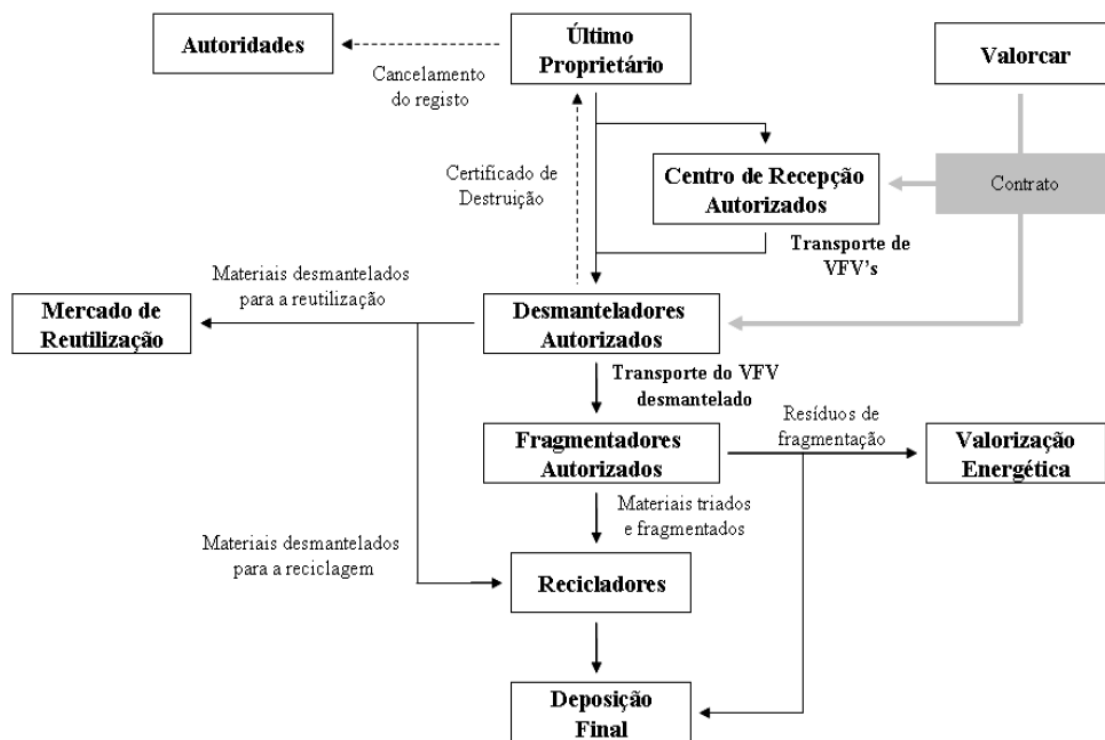 Autoridades
Último
Proprietário
Valorcar
Cancelamento
do registo
Certificado de
Destruição
Centro de Recepção
Autorizados
Contrato
Transporte de
VFV's
Materiais desmantelados
para a reutilização
Mercado de
Reutilização
Desmanteladores
Autorizados
Transporte do VFV
desmantelado
Resíduos de
fragmentação
Fragmentadores
Autorizados
Valorização
Energética
Materiais triados
e fragmentados
Materiais desmantelados
para a reciclagem
Recicladores
Deposição
Final